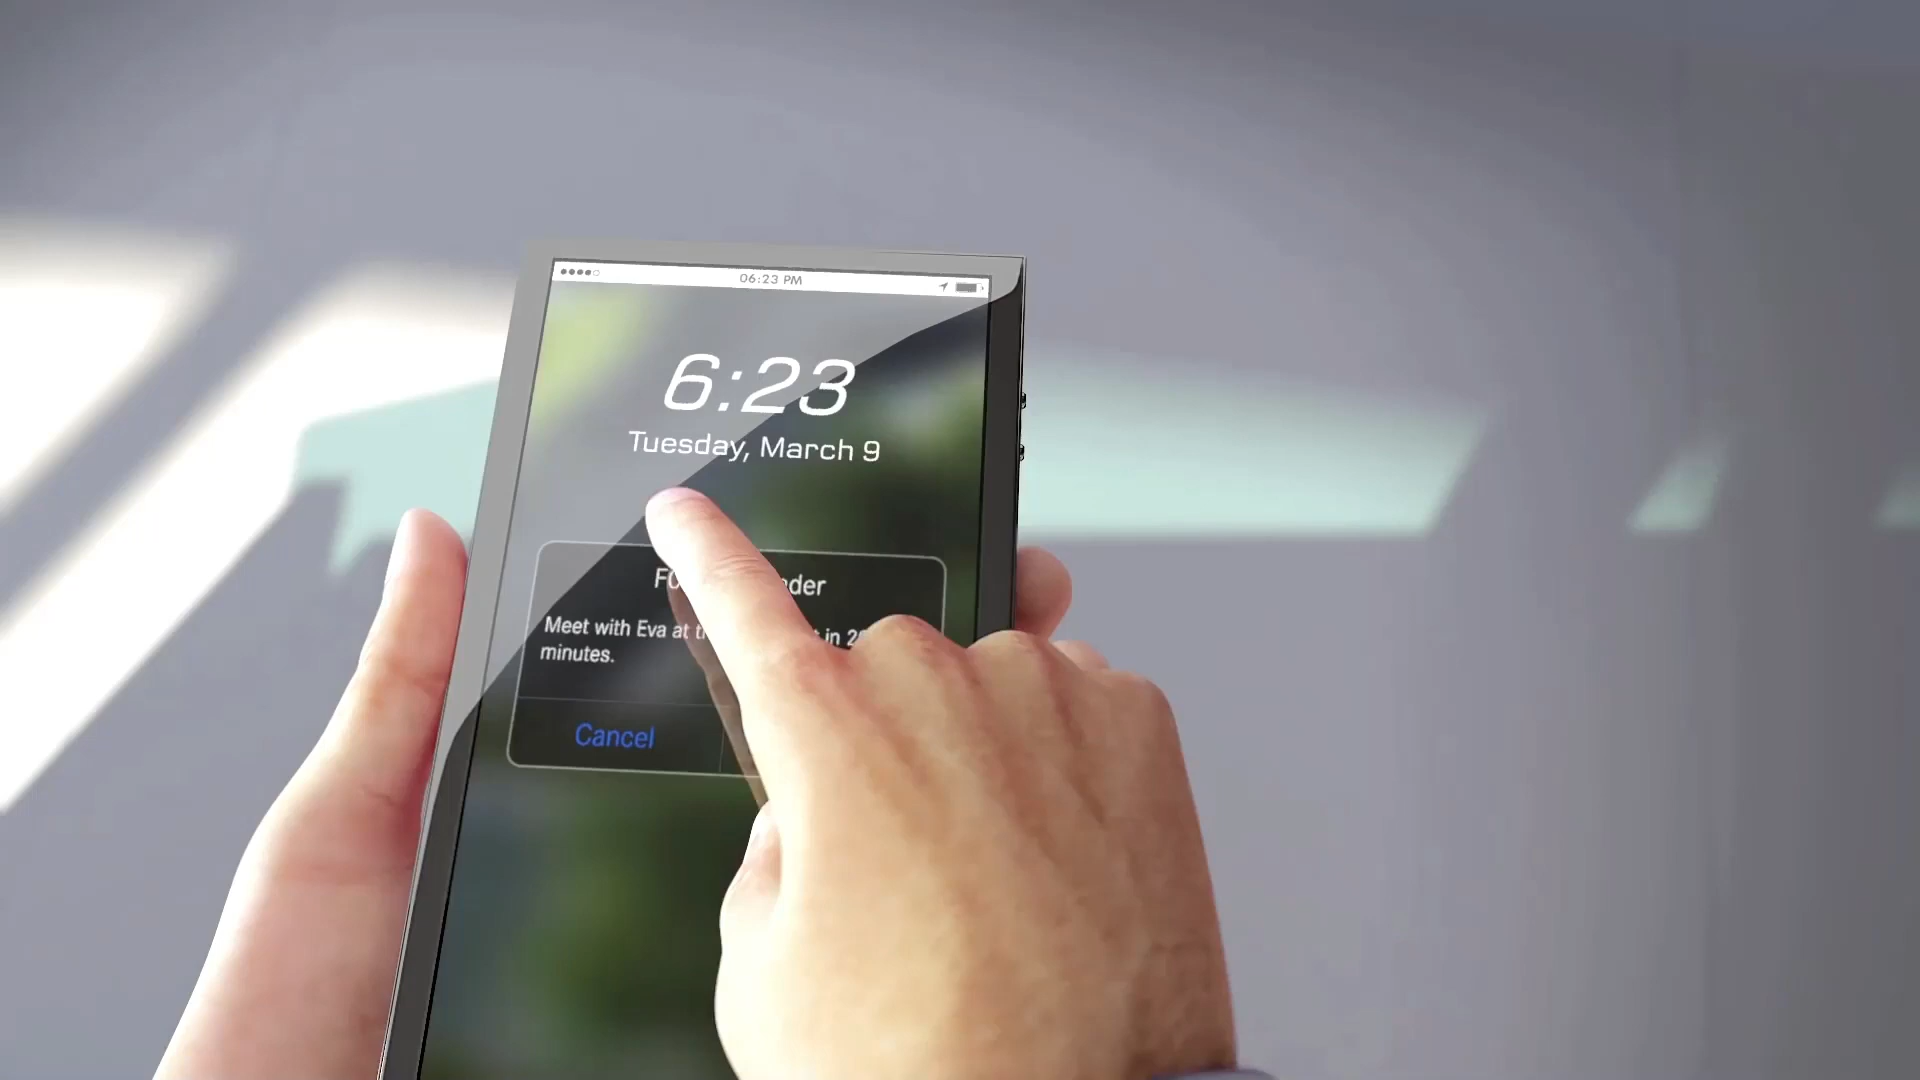 06:23 PM
6:23
Tuesday, March 9
Meet with Eva at
in
minutes.
Cancel